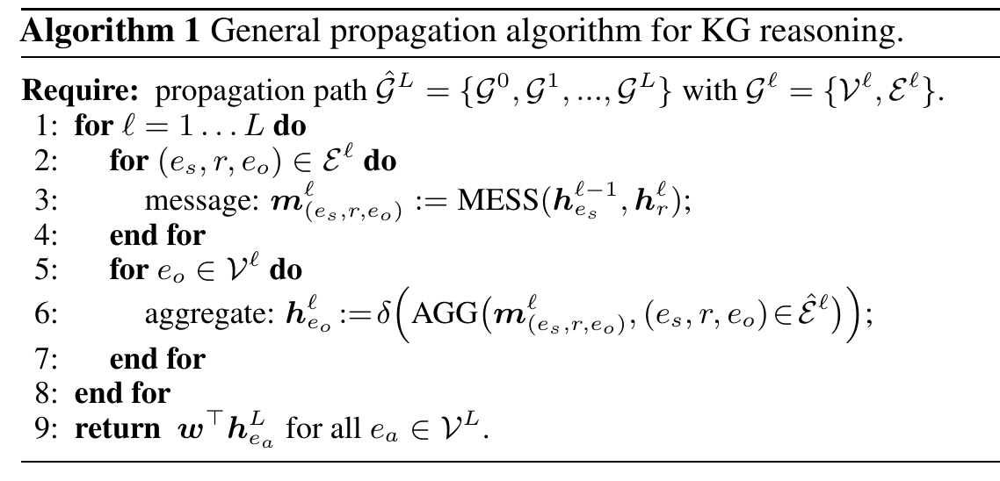 Algorithm 1 General propagation algorithm for KG reasoning.
Require: propagation path $\hat{\mathcal{G}}^L = \{\mathcal{G}^0, \mathcal{G}^1, ..., \mathcal{G}^L\}$ with $\mathcal{G}^\ell = \{\mathcal{V}^\ell, \mathcal{E}^\ell\}$.
1: for $\ell = 1 \dots L$ do
2: for $(e_s, r, e_o) \in \mathcal{E}^\ell$ do
3: message: $\boldsymbol{m}^\ell_{(e_s,r,e_o)} := \mathrm{MESS}(\boldsymbol{h}^{\ell-1}_{e_s}, \boldsymbol{h}^\ell_r)$;
4: end for
5: for $e_o \in \mathcal{V}^\ell$ do
6: aggregate: $\boldsymbol{h}^\ell_{e_o} := \delta\Big(\mathrm{AGG}\big(\boldsymbol{m}^\ell_{(e_s,r,e_o)}, (e_s, r, e_o) \in \hat{\mathcal{E}}^\ell\big)\Big)$;
7: end for
8: end for
9: return $\boldsymbol{w}^\top \boldsymbol{h}^L_{e_a}$ for all $e_a \in \mathcal{V}^L$.